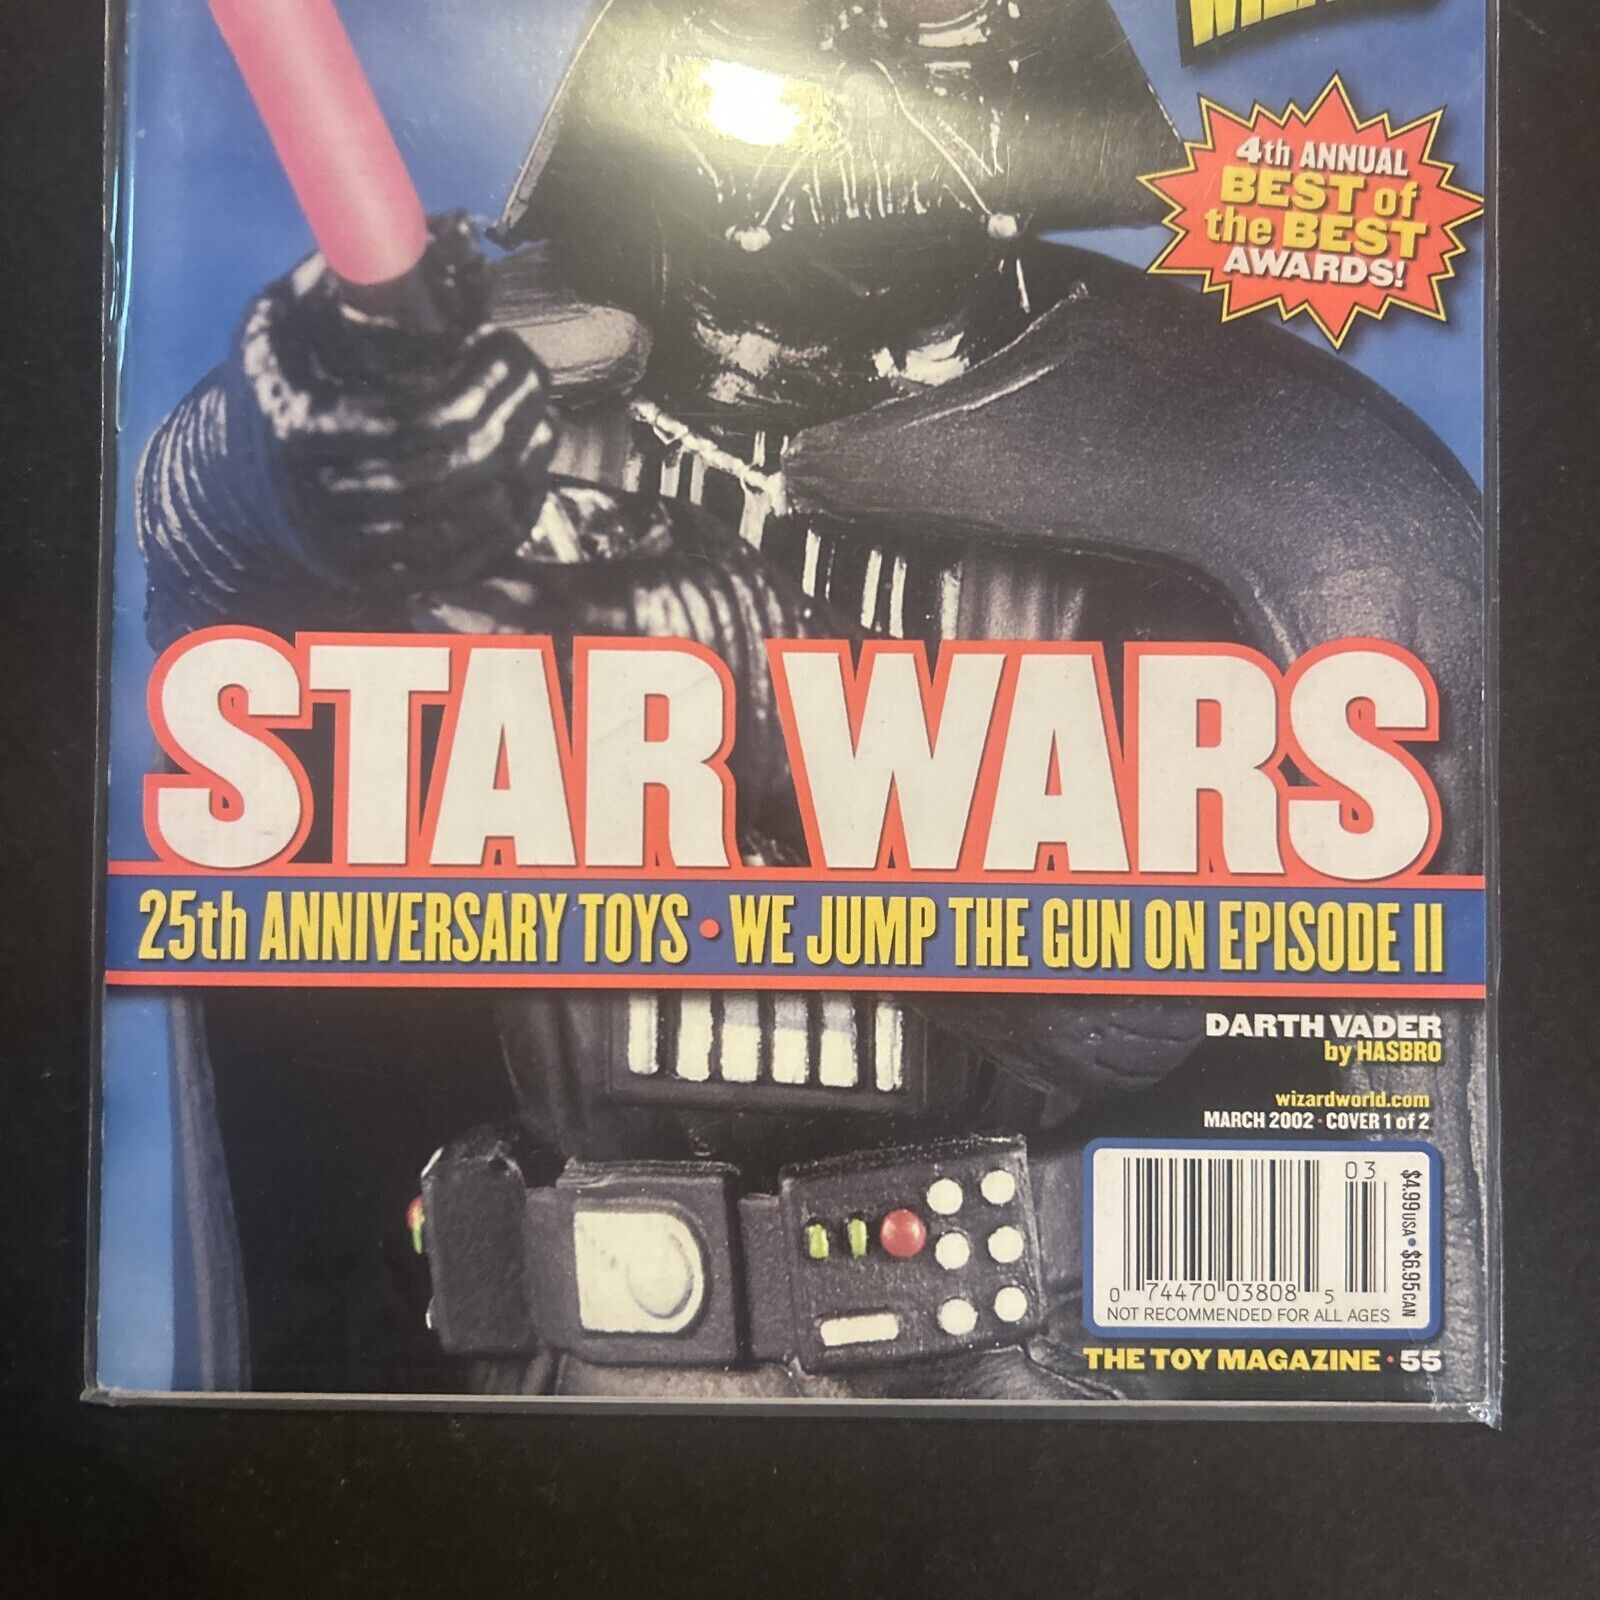 4th ANNUAL
BEST of
the BEST
AWARDS!
STAR WARS
25th ANNIVERSARY TOYS • WE JUMP THE GUN ON EPISODE II
DARTH VADER
by HASBRO
wizardworld.com
MARCH 2002 • COVER 1 of 2
03
$4.99USA • $6.95CAN
0 74470 03808 5
NOT RECOMMENDED FOR ALL AGES
THE TOY MAGAZINE • 55